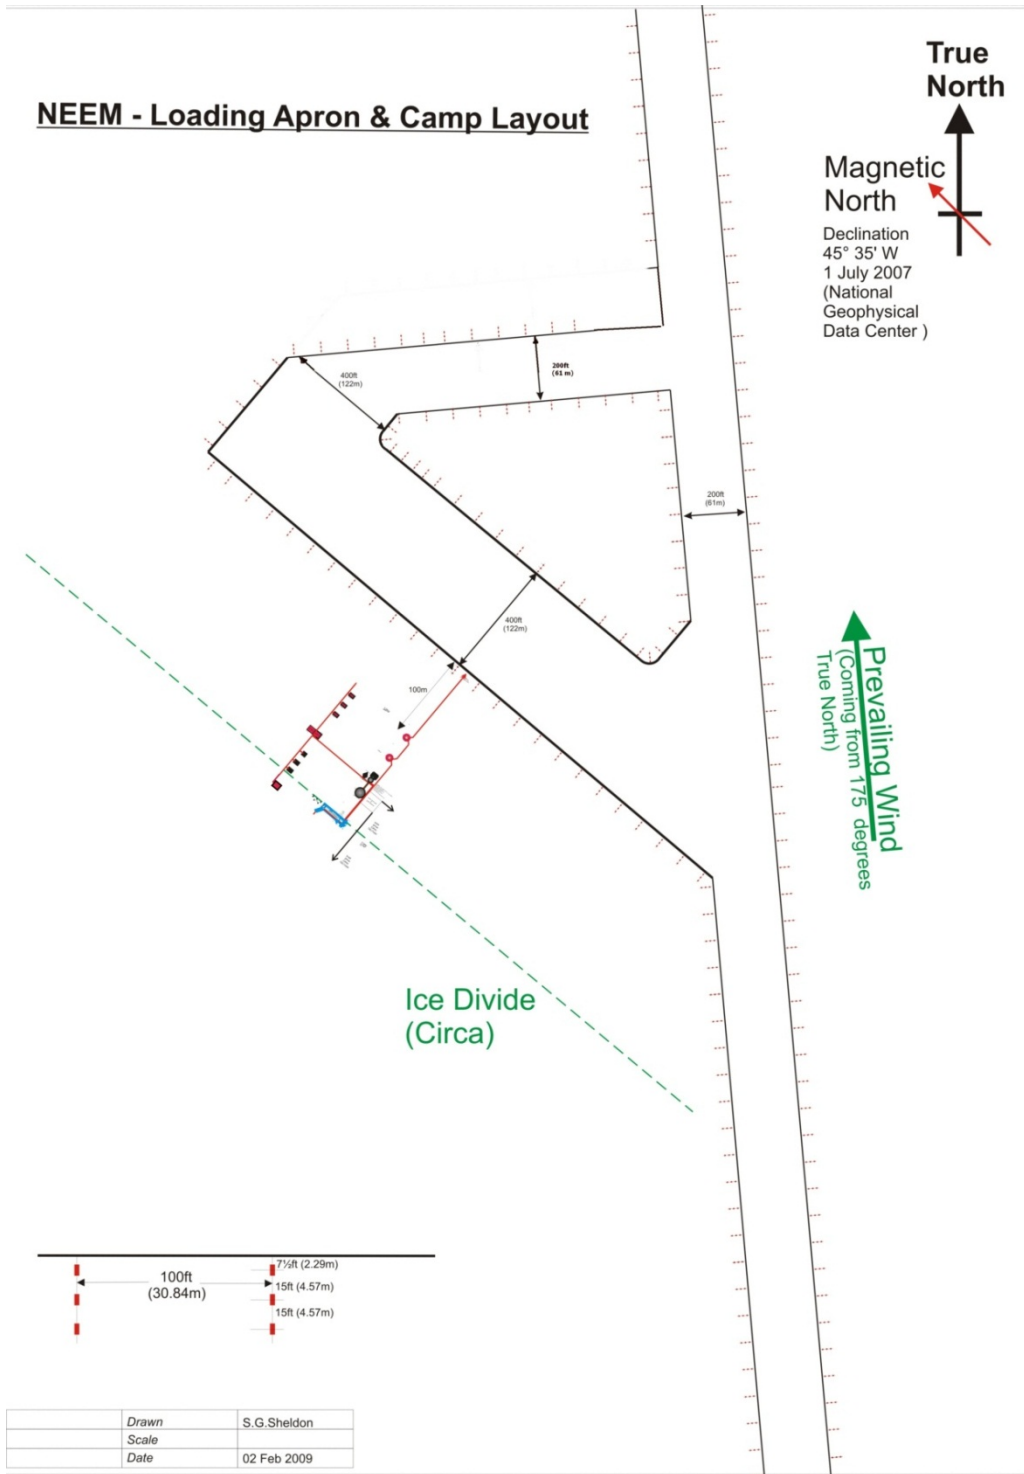 True
North
NEEM - Loading Apron & Camp Layout
Magnetic
North
Declination
45° 35' W
1 July 2007
(National
Geophysical
Data Center )
200ft
(61 m)
400ft
(122m)
200ft
(61m)
400ft
(122m)
100m
Prevailing Wind
(Coming from 175 degrees
True North)
Ice Divide
(Circa)
7½ft (2.29m)
100ft
(30.84m)
15ft (4.57m)
15ft (4.57m)
Drawn S.G.Sheldon
Scale
Date 02 Feb 2009